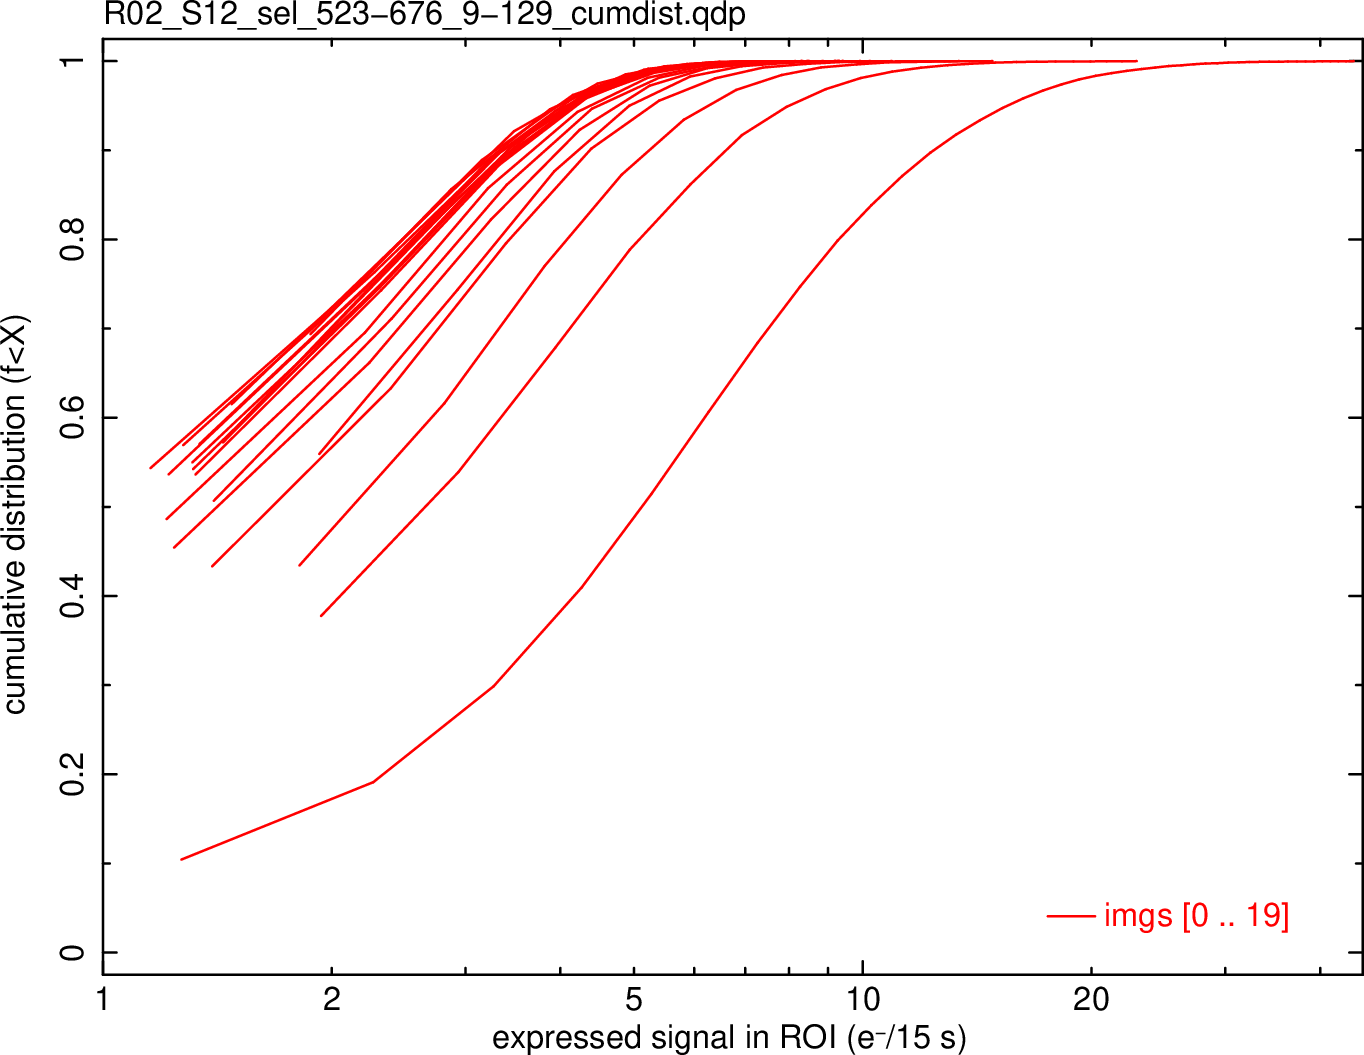 R02_S12_sel_523−676_9−129_cumdist.qdp
cumulative distribution (f<X)
1
0.8
0.6
0.4
0.2
0
imgs [0 .. 19]
1 2 5 10 20
expressed signal in ROI (e⁻/15 s)